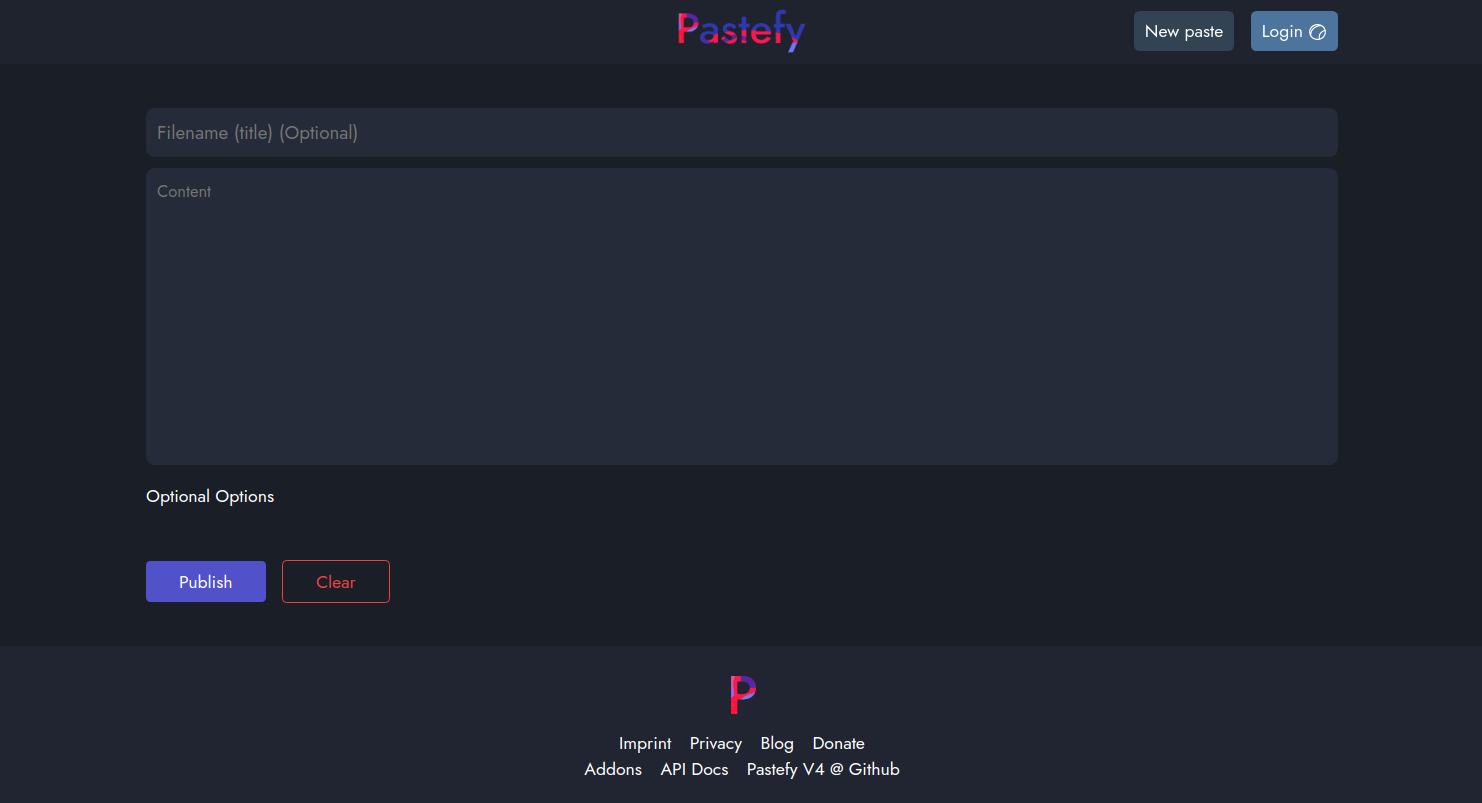 Pastefy
New paste
Login
Filename (title) (Optional)
Content
Optional Options
Publish
Clear
P
Imprint Privacy Blog Donate
Addons API Docs Pastefy V4 @ Github